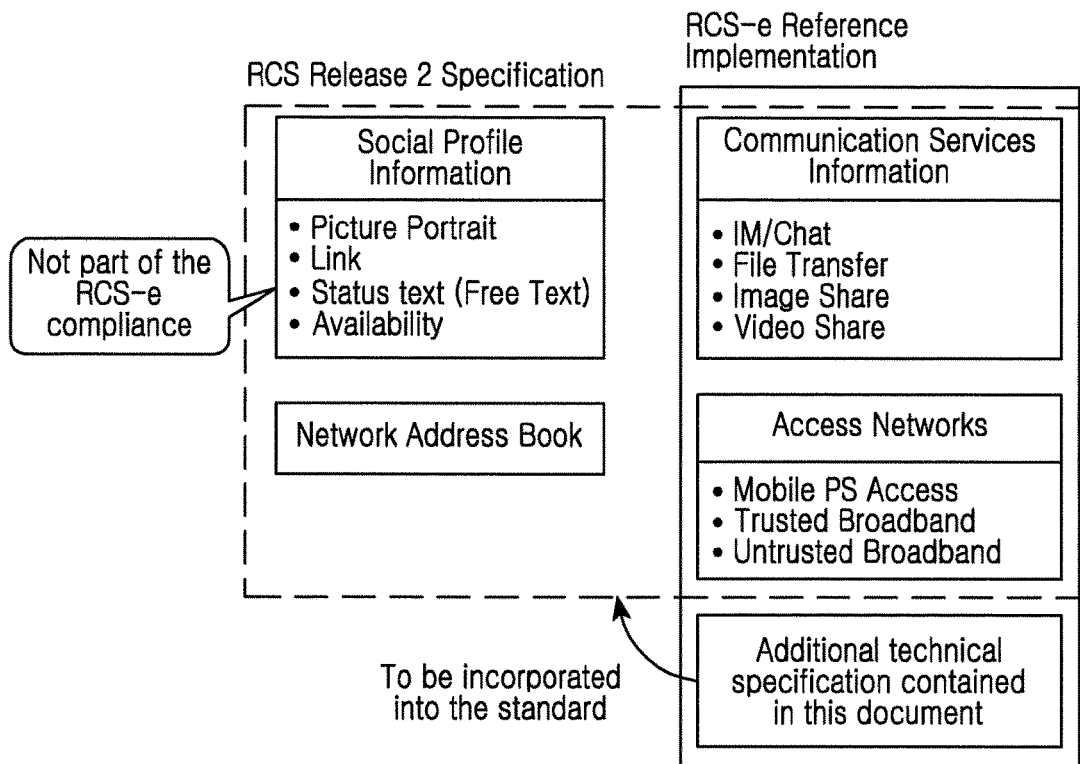 RCS-e Reference
Implementation
RCS Release 2 Specification
Social Profile
Information
• Picture Portrait
• Link
• Status text (Free Text)
• Availability
Not part of the
RCS-e
compliance
Network Address Book
Communication Services
Information
• IM/Chat
• File Transfer
• Image Share
• Video Share
Access Networks
• Mobile PS Access
• Trusted Broadband
• Untrusted Broadband
To be incorporated
into the standard
Additional technical
specification contained
in this document